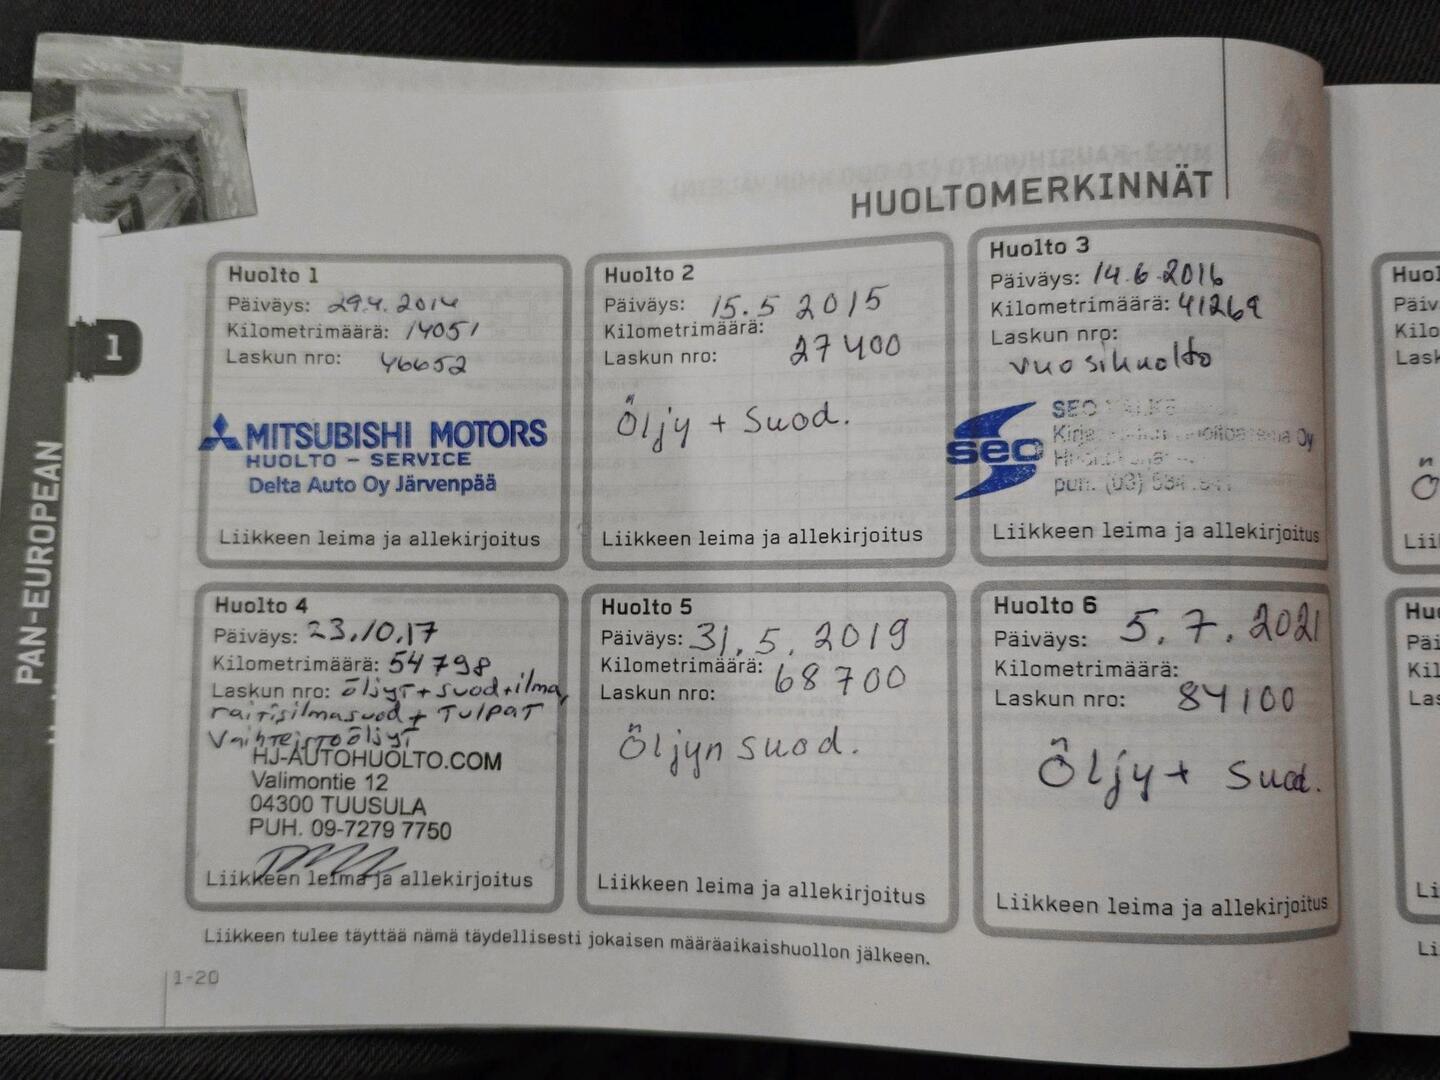 HUOLTOMERKINNÄT
Huolto 1
Päiväys: 29.4.2014
Kilometrimäärä: 14051
Laskun nro: 46652
MITSUBISHI MOTORS
HUOLTO - SERVICE
Delta Auto Oy Järvenpää
Liikkeen leima ja allekirjoitus
Huolto 2
Päiväys: 15.5 2015
Kilometrimäärä:
Laskun nro: 27400
Öljy + Suod.
Liikkeen leima ja allekirjoitus
Huolto 3
Päiväys: 14.6.2016
Kilometrimäärä: 41269
Laskun nro:
vuosihuolto
seo
SEO
Oy
puh. (03)
Liikkeen leima ja allekirjoitus
Huolto 4
Päiväys: 23.10.17
Kilometrimäärä: 54798
Laskun nro: öljyt + suod + ilma,
raitisilmasuod + TulpaT
Vaihteistoöljyt
HJ-AUTOHUOLTO.COM
Valimontie 12
04300 TUUSULA
PUH. 09-7279 7750
Liikkeen leima ja allekirjoitus
Huolto 5
Päiväys: 31.5.2019
Kilometrimäärä: 68700
Laskun nro:
Öljyn suod.
Liikkeen leima ja allekirjoitus
Huolto 6
Päiväys: 5.7.2021
Kilometrimäärä:
Laskun nro: 84100
Öljy + Suod.
Liikkeen leima ja allekirjoitus
Liikkeen tulee täyttää nämä täydellisesti jokaisen määräaikaishuollon jälkeen.
1-20
1
PAN-EUROPEAN